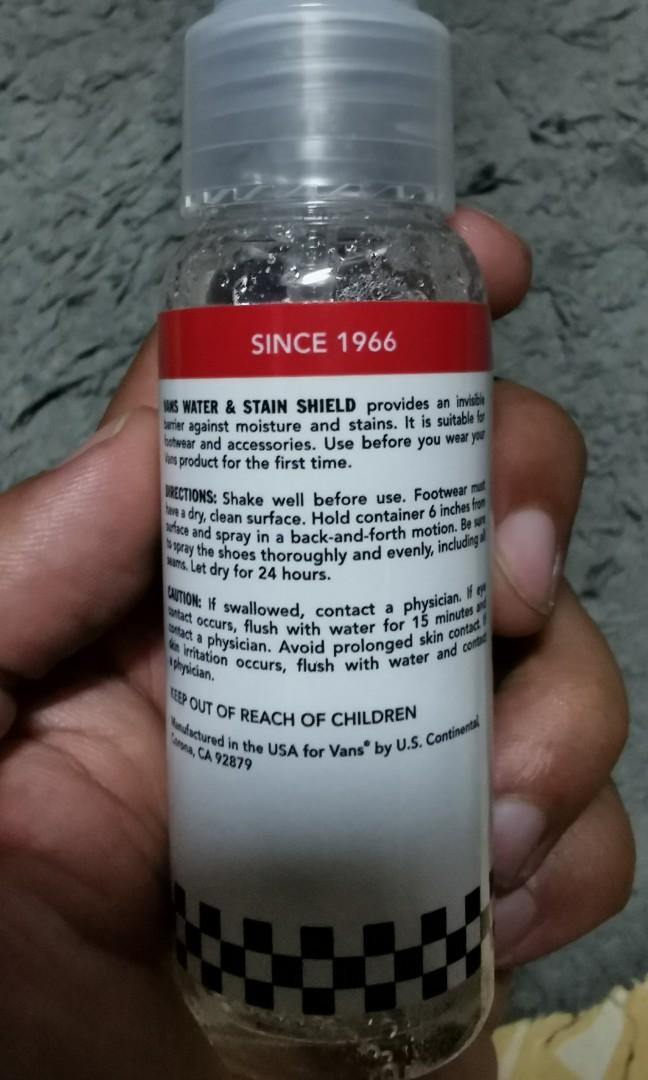 SINCE 1966
VANS WATER & STAIN SHIELD provides an invisible
barrier against moisture and stains. It is suitable for
footwear and accessories. Use before you wear your
Vans product for the first time.
DIRECTIONS: Shake well before use. Footwear must
have a dry, clean surface. Hold container 6 inches from
surface and spray in a back-and-forth motion. Be sure
to spray the shoes thoroughly and evenly, including all
seams. Let dry for 24 hours.
CAUTION: If swallowed, contact a physician. If eye
contact occurs, flush with water for 15 minutes and
contact a physician. Avoid prolonged skin contact. If
skin irritation occurs, flush with water and contact
a physician.
KEEP OUT OF REACH OF CHILDREN
Manufactured in the USA for Vans® by U.S. Continental,
Corona, CA 92879